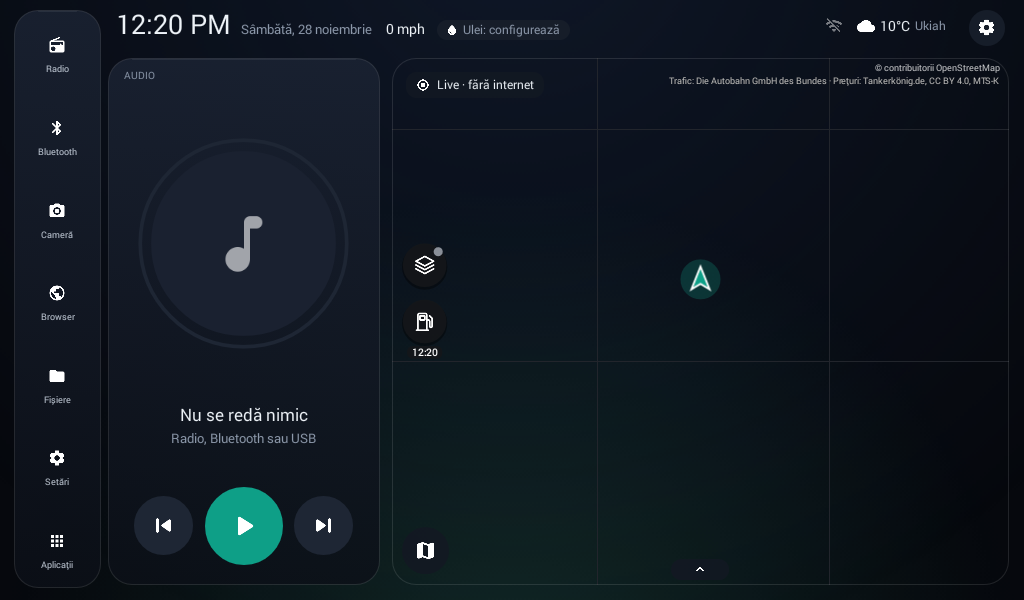 12:20 PM Sâmbătă, 28 noiembrie 0 mph Ulei: configurează 10°C Ukiah
Radio
Bluetooth
Cameră
Browser
Fișiere
Setări
Aplicații
AUDIO
Nu se redă nimic
Radio, Bluetooth sau USB
Live · fără internet
© contribuitorii OpenStreetMap
Trafic: Die Autobahn GmbH des Bundes · Prețuri: Tankerkönig.de, CC BY 4.0, MTS-K
12:20